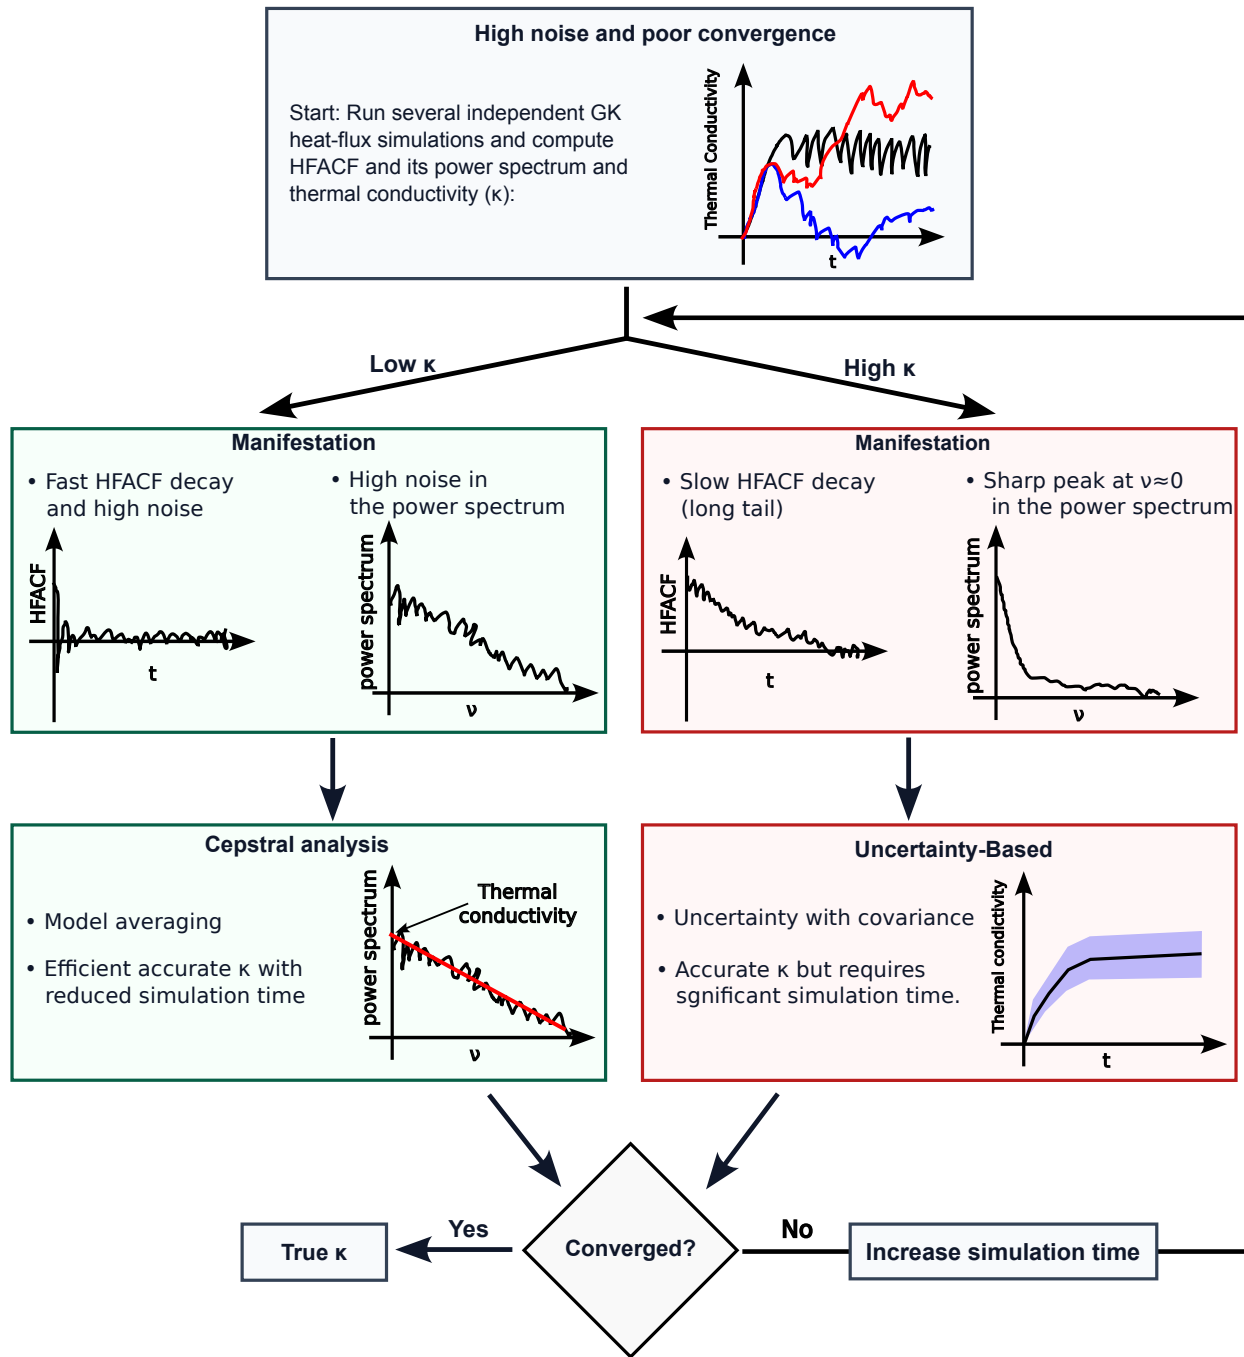 High noise and poor convergence
Start: Run several independent GK
heat-flux simulations and compute
HFACF and its power spectrum and
thermal conductivity (κ):
Thermal Conductivity
t
Low κ
High κ
Manifestation
• Fast HFACF decay
and high noise
• High noise in
the power spectrum
HFACF
t
power spectrum
ν
Manifestation
• Slow HFACF decay
(long tail)
• Sharp peak at ν≈0
in the power spectrum
HFACF
t
power spectrum
ν
Cepstral analysis
• Model averaging
• Efficient accurate κ with
reduced simulation time
power spectrum
Thermal
conductivity
ν
Uncertainty-Based
• Uncertainty with covariance
• Accurate κ but requires
sgnificant simulation time.
Thermal condictivity
t
Converged?
Yes
True κ
No
Increase simulation time